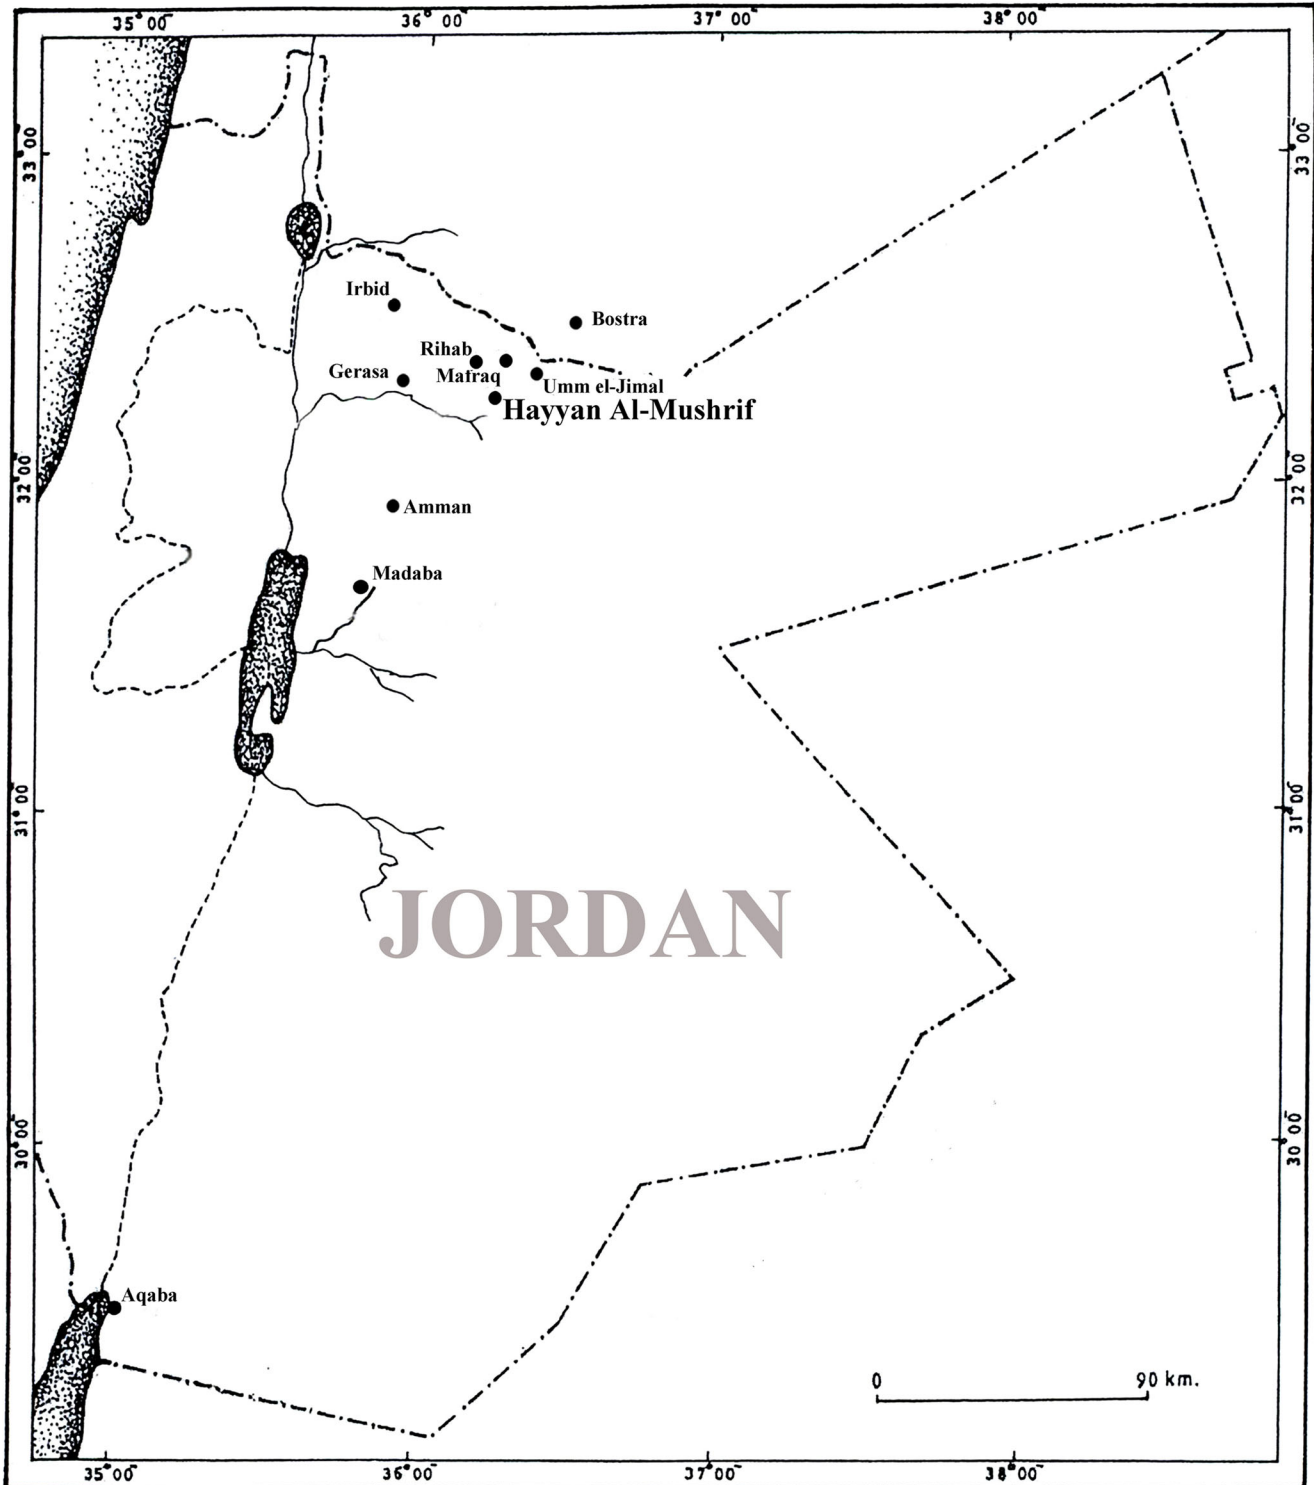 35°00′ 36°00′ 37°00′ 38°00′
33°00′ 33°00′
Irbid
Bostra
Rihab
Gerasa
Mafraq
Umm el-Jimal
Hayyan Al-Mushrif
32°00′ 32°00′
Amman
Madaba
31°00′ 31°00′
JORDAN
30°00′ 30°00′
Aqaba
0 90 km.
35°00′ 36°00′ 37°00′ 38°00′